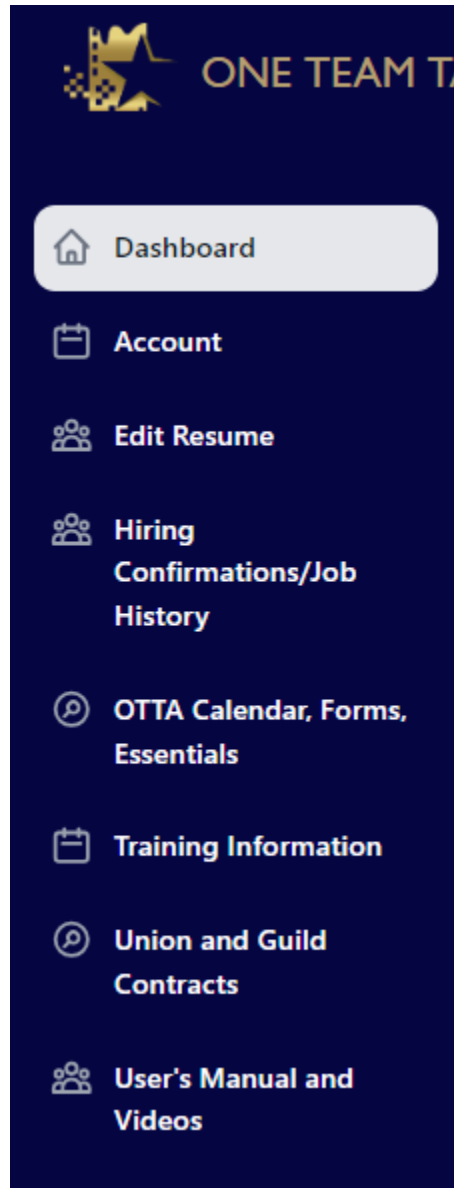 ONE TEAM
Dashboard
Account
Edit Resume
Hiring
Confirmations/Job
History
OTTA Calendar, Forms,
Essentials
Training Information
Union and Guild
Contracts
User's Manual and
Videos